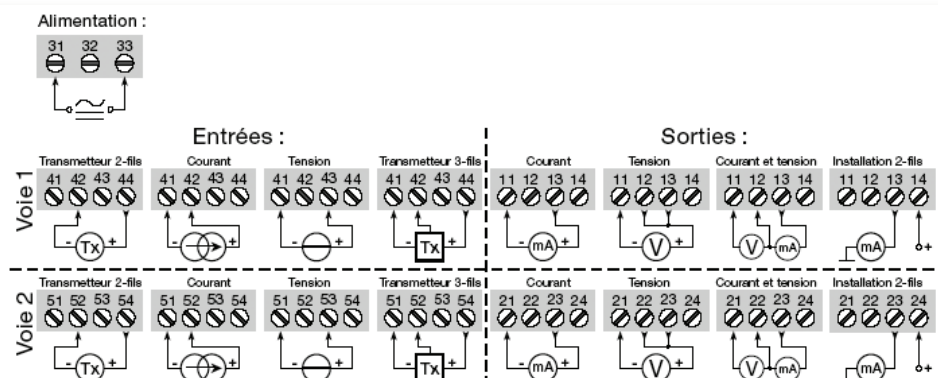 Alimentation :
31 32 33
Entrées : Sorties :
Transmetteur 2-fils Courant Tension Transmetteur 3-fils Courant Tension Courant et tension Installation 2-fils
Voie 1
41 42 43 44 41 42 43 44 41 42 43 44 41 42 43 44 11 12 13 14 11 12 13 14 11 12 13 14 11 12 13 14
- Tx + - + - + - Tx + - mA + - V + V mA mA +
Transmetteur 2-fils Courant Tension Transmetteur 3-fils Courant Tension Courant et tension Installation 2-fils
Voie 2
51 52 53 54 51 52 53 54 51 52 53 54 51 52 53 54 21 22 23 24 21 22 23 24 21 22 23 24 21 22 23 24
- Tx + - + - + - Tx + - mA + - V + - V mA + mA +